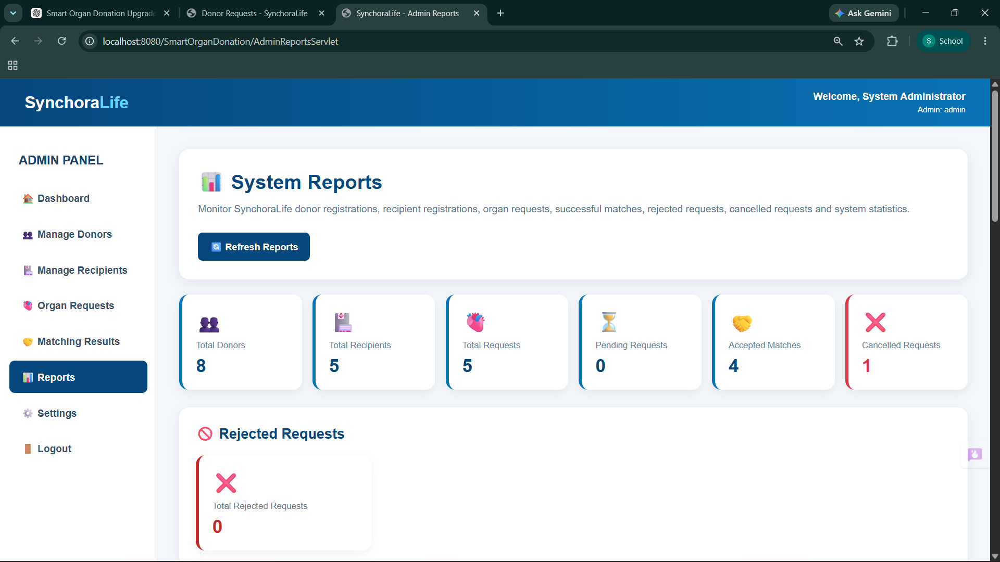 Smart Organ Donation Upgrade
Donor Requests - SynchoraLife
SynchoraLife - Admin Reports
Ask Gemini
localhost:8080/SmartOrganDonation/AdminReportsServlet
S School
SynchoraLife
Welcome, System Administrator
Admin: admin
ADMIN PANEL
Dashboard
Manage Donors
Manage Recipients
Organ Requests
Matching Results
Reports
Settings
Logout
System Reports
Monitor SynchoraLife donor registrations, recipient registrations, organ requests, successful matches, rejected requests, cancelled requests and system statistics.
Refresh Reports
Total Donors
8
Total Recipients
5
Total Requests
5
Pending Requests
0
Accepted Matches
4
Cancelled Requests
1
Rejected Requests
Total Rejected Requests
0